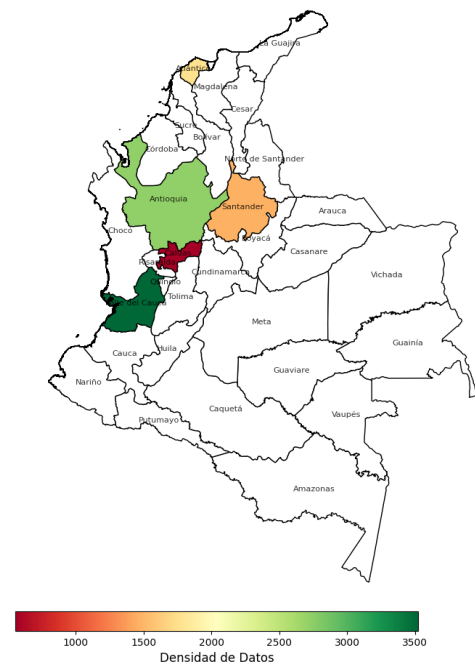 La Guajira
Atlántico
Magdalena
Cesar
Sucre
Bolívar
Córdoba
Norte de Santander
Antioquia
Santander
Arauca
Boyacá
Chocó
Casanare
Caldas
Risaralda
Cundinamarca
Vichada
Quindío
Tolima
Valle del Cauca
Meta
Guainía
Cauca
Huila
Guaviare
Nariño
Caquetá
Vaupés
Putumayo
Amazonas
1000 1500 2000 2500 3000 3500
Densidad de Datos